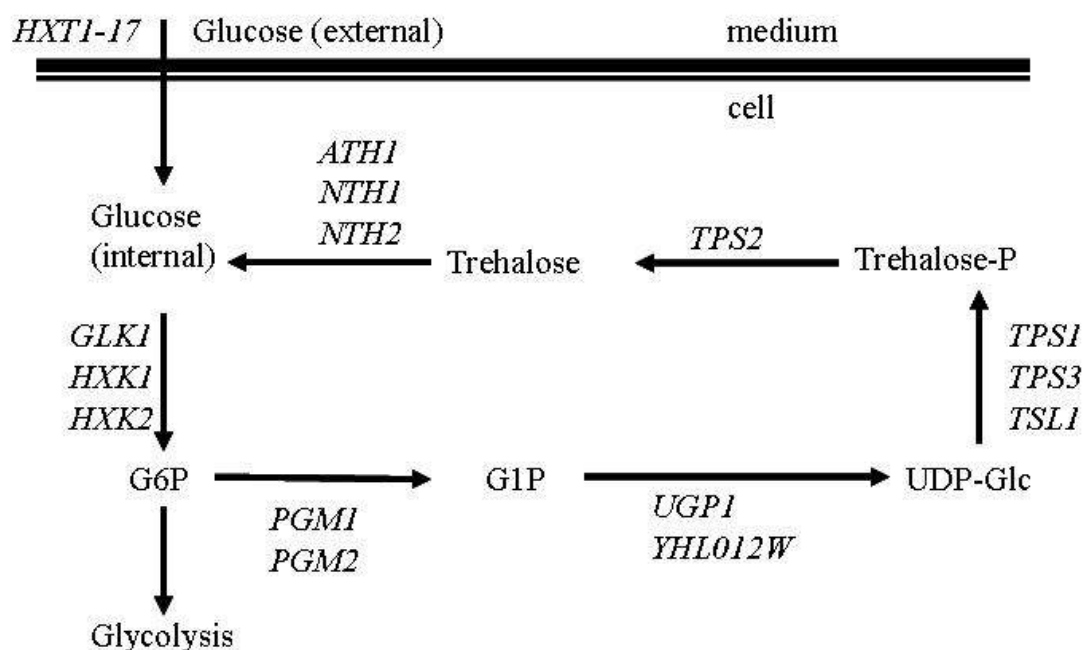 HXT1-17 Glucose (external) medium
cell
ATH1
NTH1
NTH2
Glucose
(internal)
Trehalose
TPS2
Trehalose-P
GLK1
HXK1
HXK2
TPS1
TPS3
TSL1
G6P
G1P
UDP-Glc
PGM1
PGM2
UGP1
YHL012W
Glycolysis